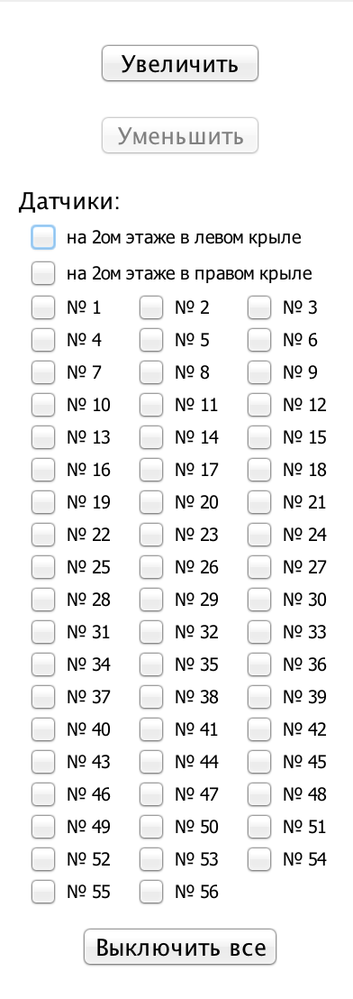 Увеличить
Уменьшить
Датчики:
на 2ом этаже в левом крыле
на 2ом этаже в правом крыле
№ 1 № 2 № 3
№ 4 № 5 № 6
№ 7 № 8 № 9
№ 10 № 11 № 12
№ 13 № 14 № 15
№ 16 № 17 № 18
№ 19 № 20 № 21
№ 22 № 23 № 24
№ 25 № 26 № 27
№ 28 № 29 № 30
№ 31 № 32 № 33
№ 34 № 35 № 36
№ 37 № 38 № 39
№ 40 № 41 № 42
№ 43 № 44 № 45
№ 46 № 47 № 48
№ 49 № 50 № 51
№ 52 № 53 № 54
№ 55 № 56
Выключить все